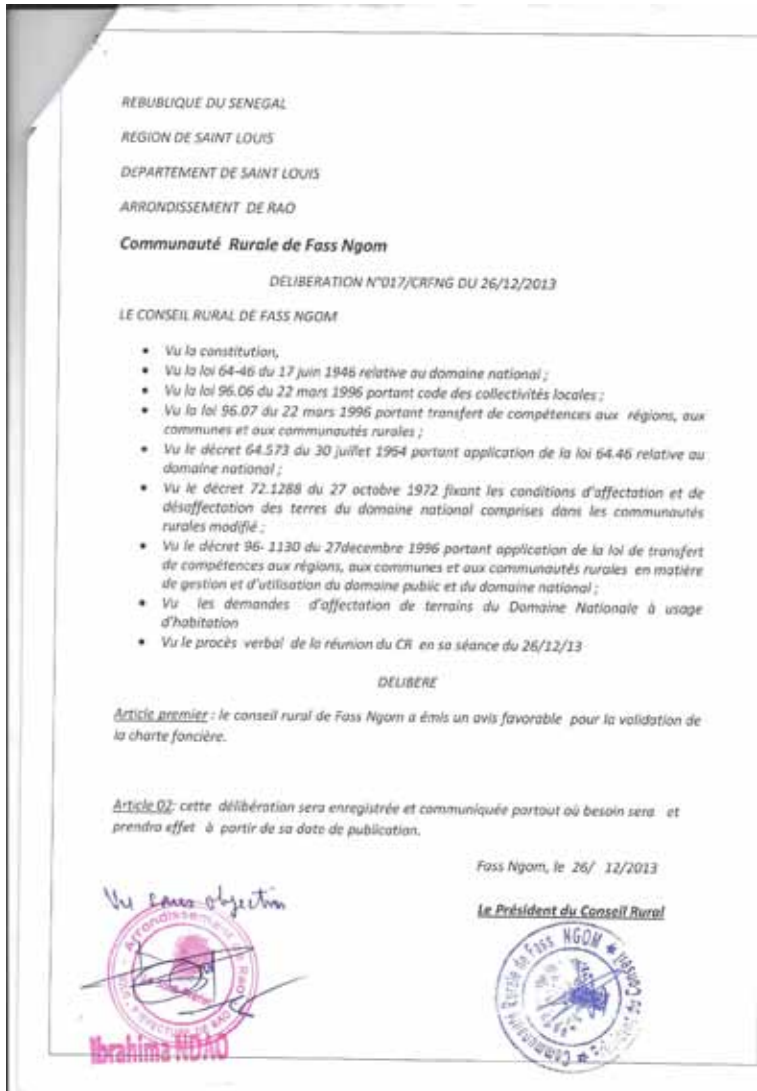 REBUBLIQUE DU SENEGAL
REGION DE SAINT LOUIS
DEPARTEMENT DE SAINT LOUIS
ARRONDISSEMENT DE RAO
Communauté Rurale de Fass Ngom
DELIBERATION N°017/CRFNG DU 26/12/2013
LE CONSEIL RURAL DE FASS NGOM
• Vu la constitution,
• Vu la loi 64-46 du 17 juin 1946 relative au domaine national ;
• Vu la loi 96.06 du 22 mars 1996 portant code des collectivités locales ;
• Vu la loi 96.07 du 22 mars 1996 portant transfert de compétences aux régions, aux
communes et aux communautés rurales ;
• Vu le décret 64.573 du 30 juillet 1964 portant application de la loi 64.46 relative au
domaine national ;
• Vu le décret 72.1288 du 27 octobre 1972 fixant les conditions d'affectation et de
désaffectation des terres du domaine national comprises dans les communautés
rurales modifié ;
• Vu le décret 96- 1130 du 27decembre 1996 portant application de la loi de transfert
de compétences aux régions, aux communes et aux communautés rurales en matière
de gestion et d'utilisation du domaine public et du domaine national ;
• Vu les demandes d'affectation de terrains du Domaine Nationale à usage
d'habitation
• Vu le procès verbal de la réunion du CR en sa séance du 26/12/13
DELIBERE
Article premier : le conseil rural de Fass Ngom a émis un avis favorable pour la validation de
la charte foncière.
Article 02: cette délibération sera enregistrée et communiquée partout où besoin sera et
prendra effet à partir de sa date de publication.
Fass Ngom, le 26/ 12/2013
Vu sans objection
Le Président du Conseil Rural
Arrondissement de Rao
Communauté Rurale de Fass NGOM
Ibrahima NDAO